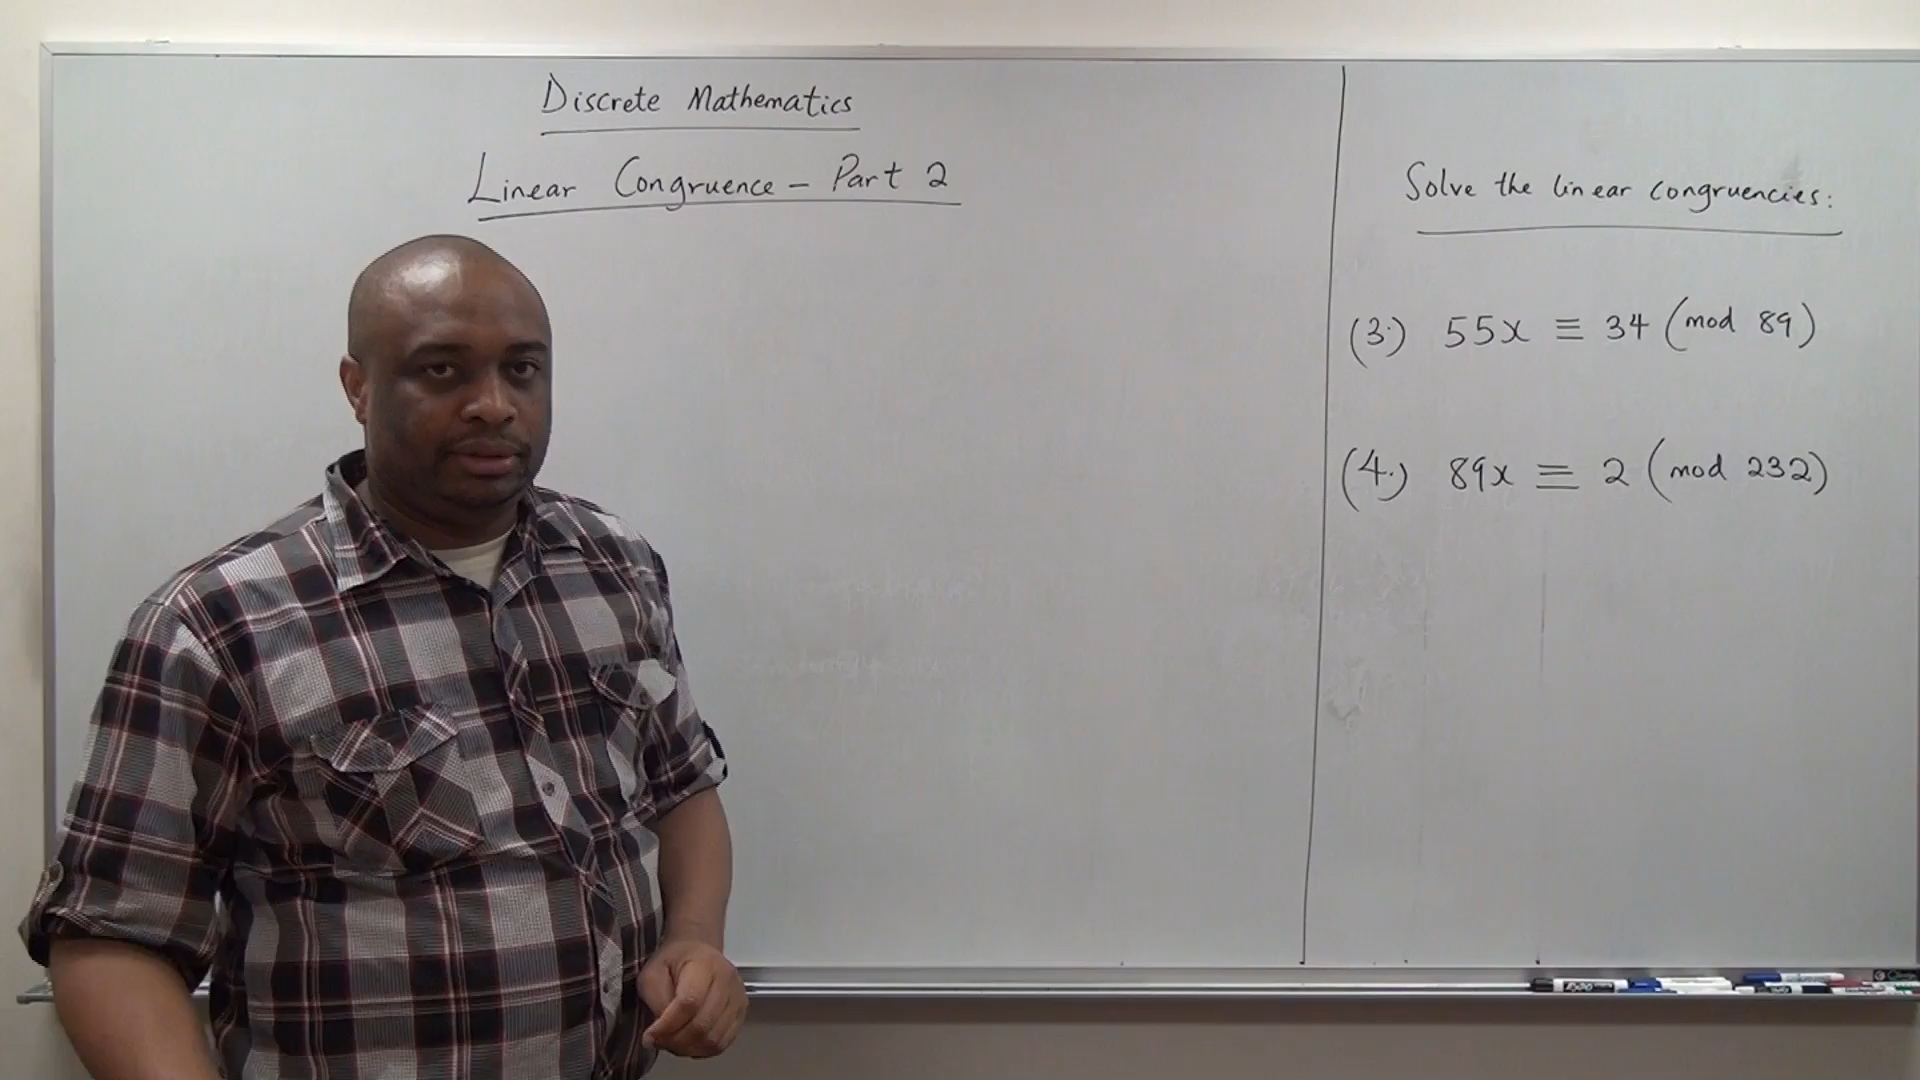 Discrete Mathematics
Linear Congruence – Part 2
Solve the linear congruencies:
(3.) 55x ≡ 34 (mod 89)
(4.) 89x ≡ 2 (mod 232)
EXPO